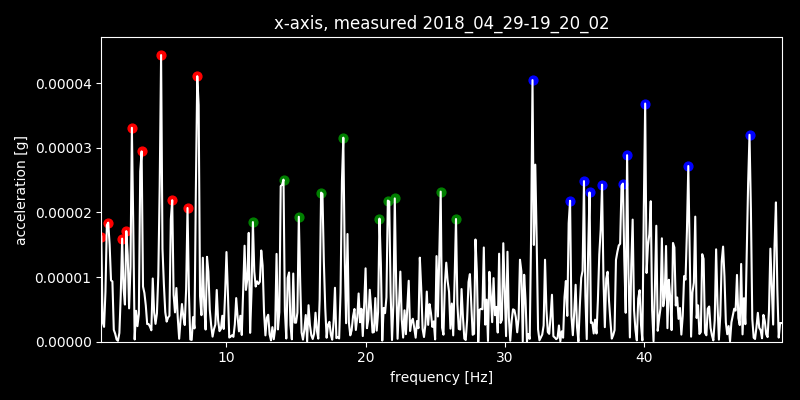 x-axis, measured 2018_04_29-19_20_02
0.00004
0.00003
0.00002
0.00001
0.00000
acceleration [g]
10 20 30 40
frequency [Hz]